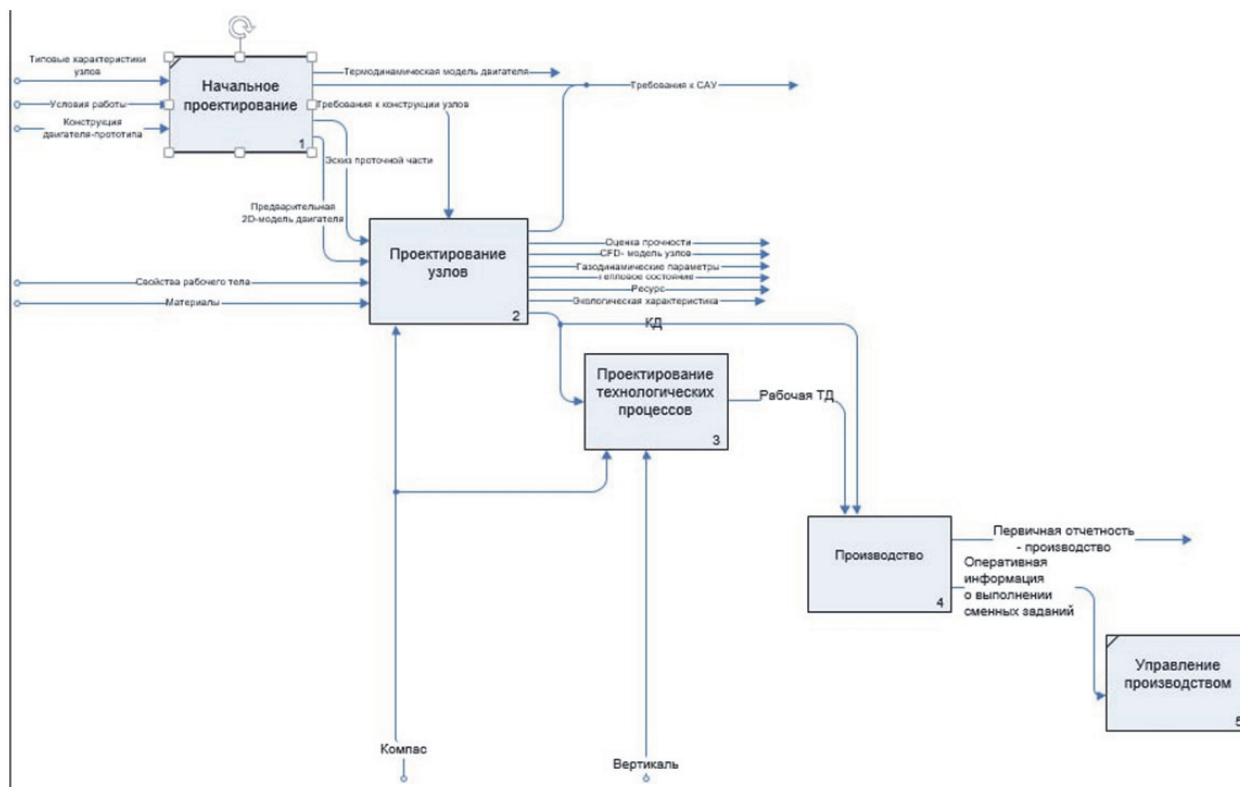 Типовые характеристики
узлов
Условия работы
Конструкция
двигателя-прототипа
Начальное
проектирование
1
Термодинамическая модель двигателя
Требования к САУ
Требования к конструкции узлов
Эскиз проточной части
Предварительная
2D-модель двигателя
Свойства рабочего тела
Материалы
Проектирование
узлов
2
Оценка прочности
CFD- модель узлов
Газодинамические параметры
Тепловое состояние
Ресурс
Экологическая характеристика
КД
Проектирование
технологических
процессов
3
Рабочая ТД
Производство
4
Первичная отчетность
- производство
Оперативная
информация
о выполнении
сменных заданий
Управление
производством
5
Компас
Вертикаль